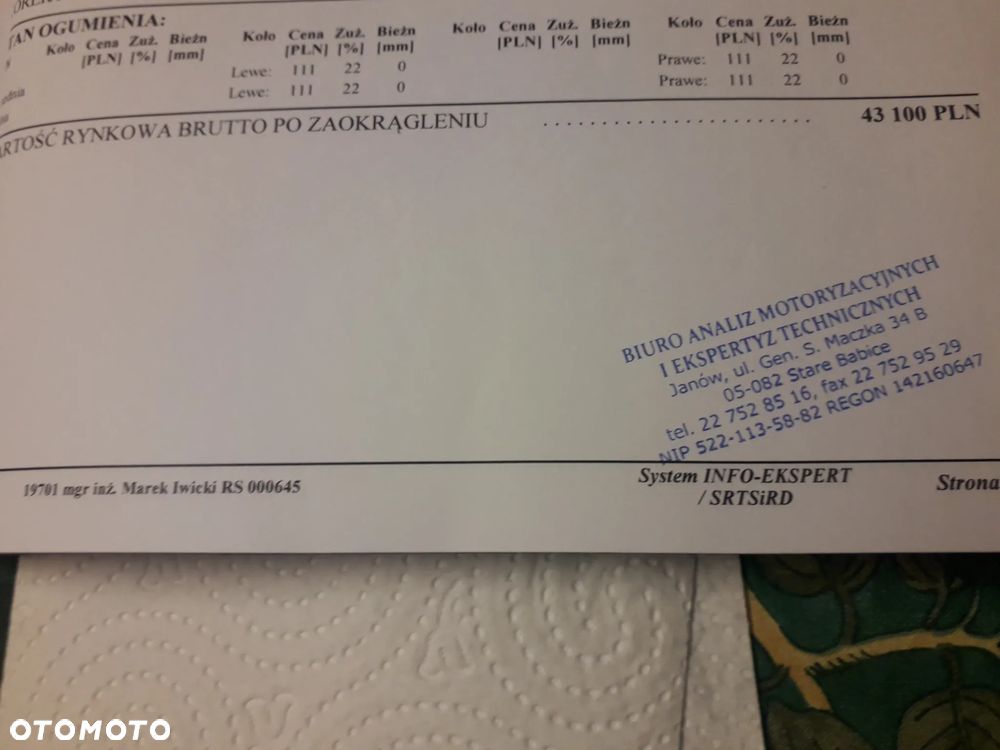 TAN OGUMIENIA:
Koło Cena Zuż. Bieżn Koło Cena Zuż. Bieżn Koło Cena Zuż. Bieżn Koło Cena Zuż. Bieżn
[PLN] [%] [mm] [PLN] [%] [mm] [PLN] [%] [mm] [PLN] [%] [mm]
Lewe: 111 22 0 Prawe: 111 22 0
Lewe: 111 22 0 Prawe: 111 22 0
ARTOŚĆ RYNKOWA BRUTTO PO ZAOKRĄGLENIU . . . . . . . . . . . . . . . . . . . . . . . 43 100 PLN
BIURO ANALIZ MOTORYZACYJNYCH
I EKSPERTYZ TECHNICZNYCH
Janów, ul. Gen. S. Maczka 34 B
05-082 Stare Babice
tel. 22 752 85 16, fax 22 752 95 29
NIP 522-113-58-82 REGON 142160647
19701 mgr inż. Marek Iwicki RS 000645
System INFO-EKSPERT
/ SRTSiRD
Strona
OTOMOTO